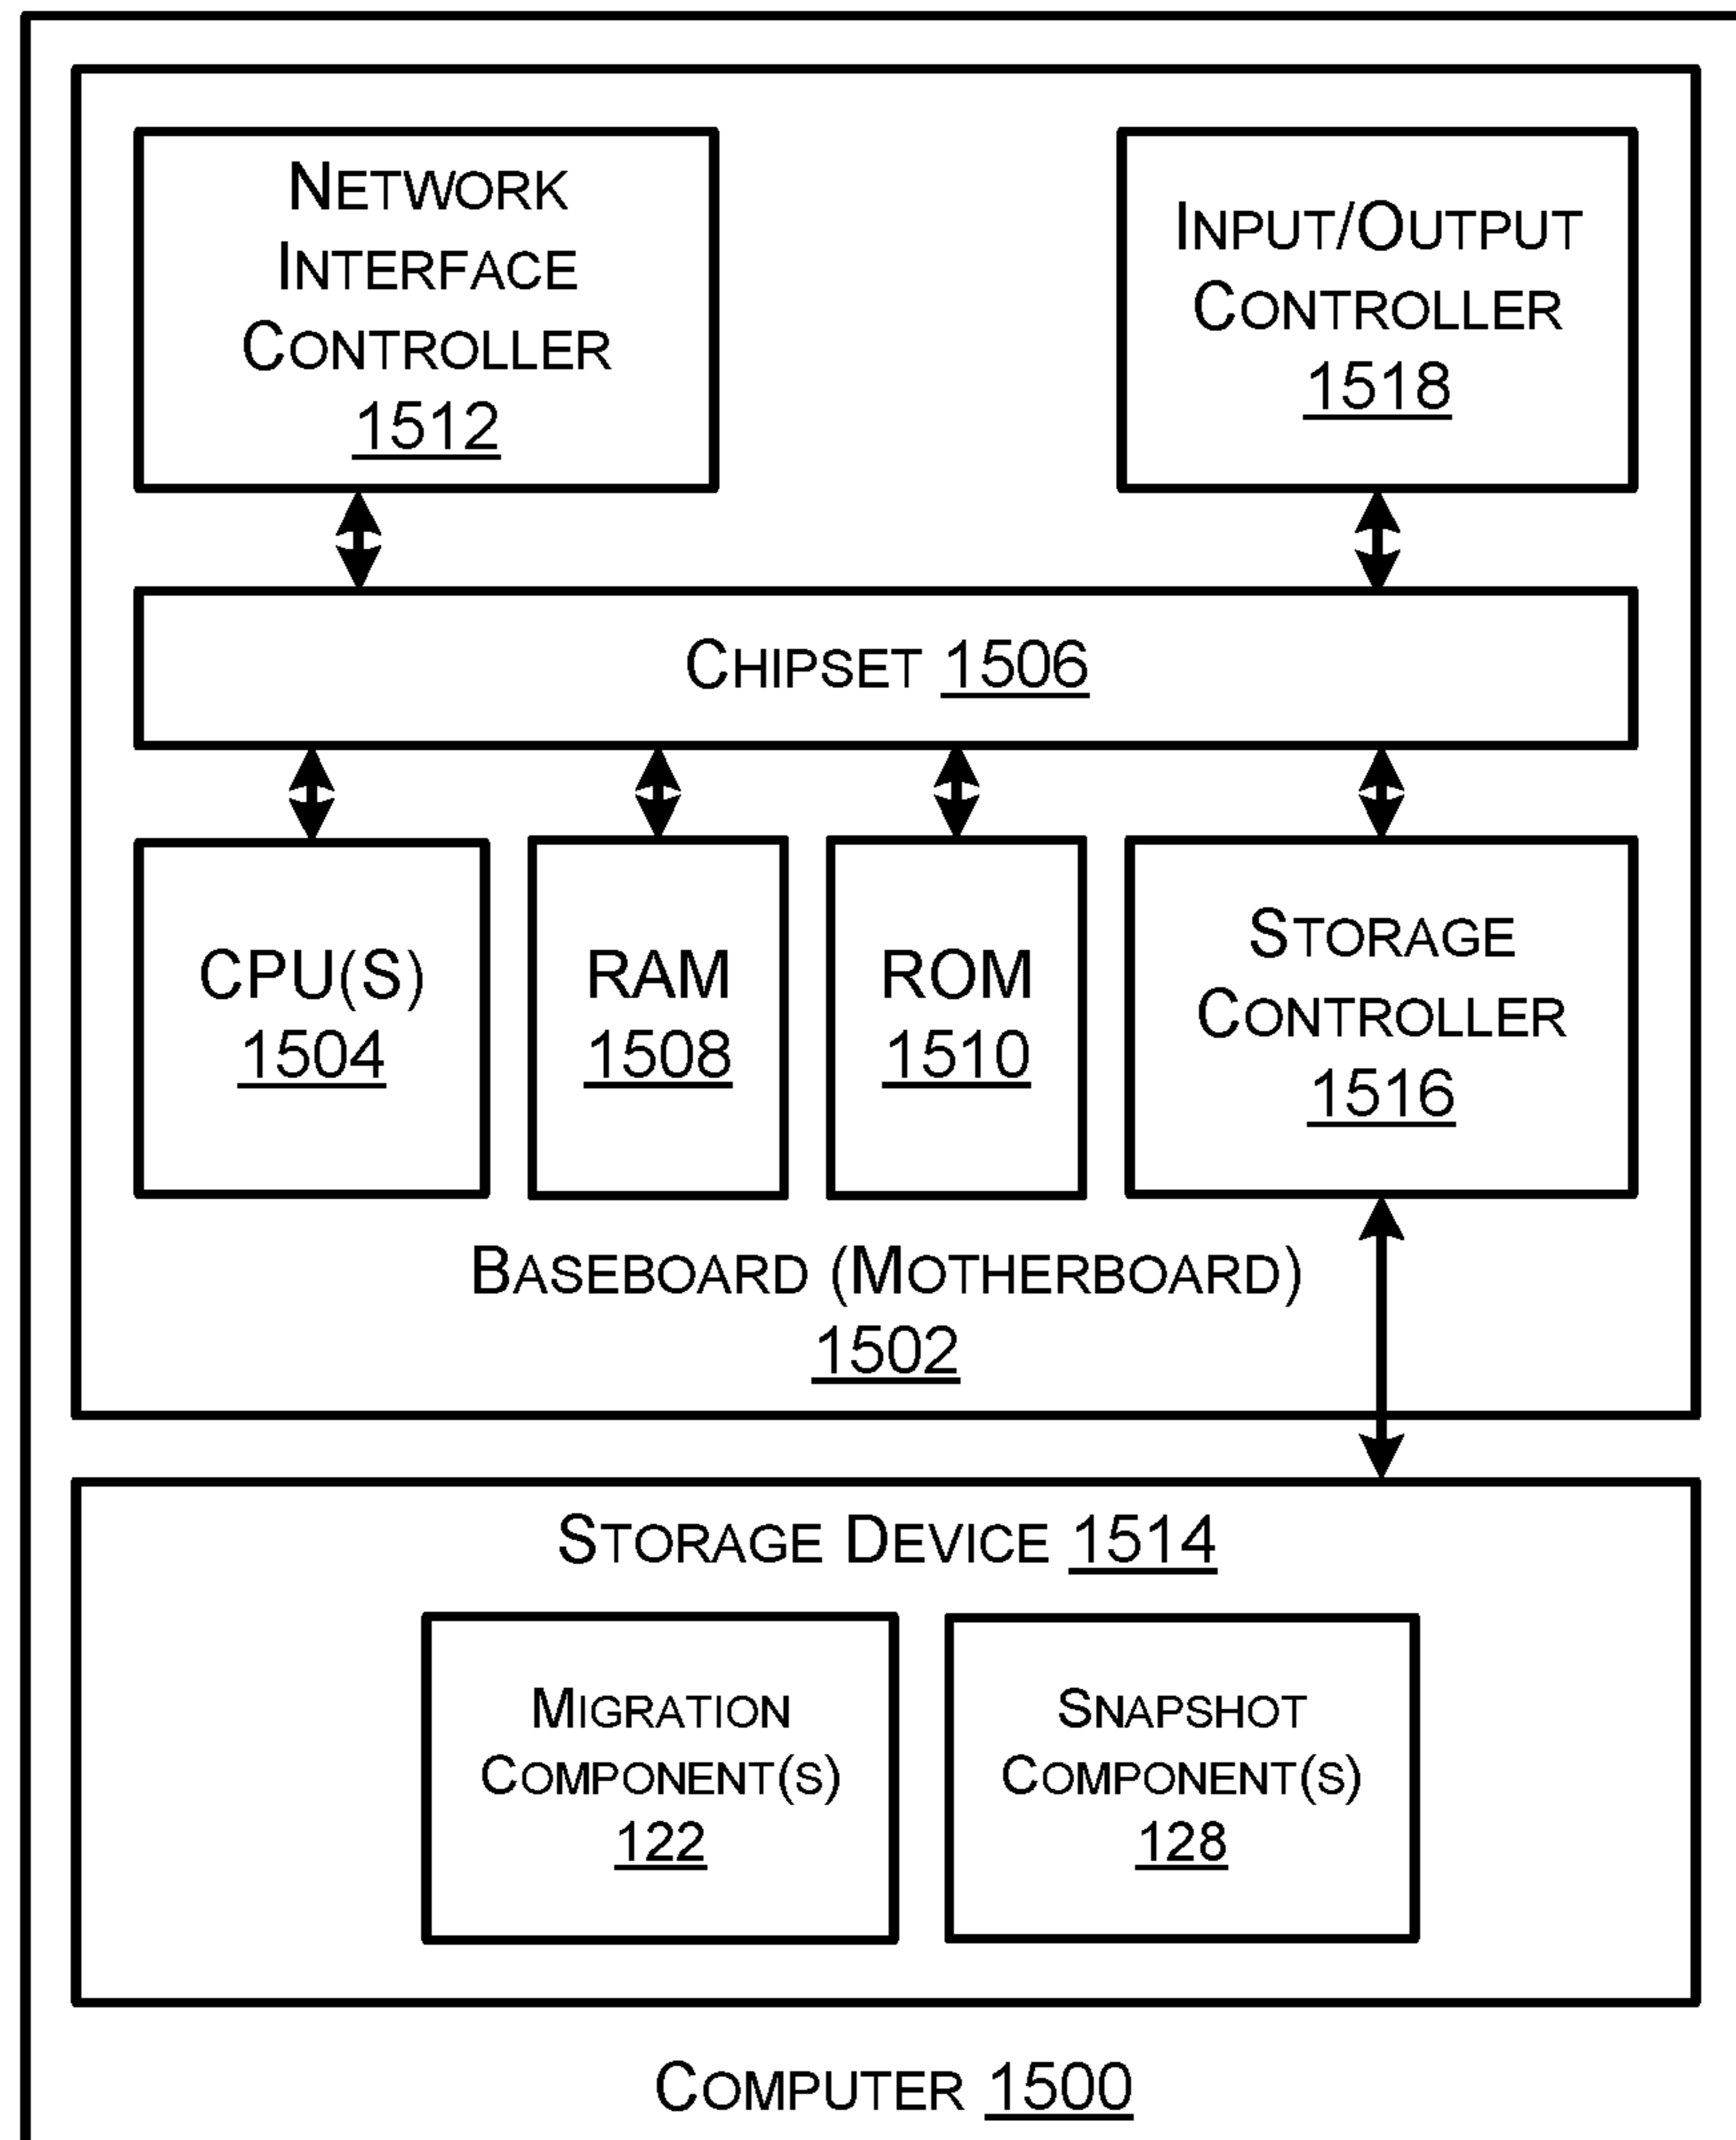 NETWORK
INTERFACE
CONTROLLER
1512
INPUT/OUTPUT
CONTROLLER
1518
CHIPSET 1506
CPU(S)
1504
RAM
1508
ROM
1510
STORAGE
CONTROLLER
1516
BASEBOARD (MOTHERBOARD)
1502
STORAGE DEVICE 1514
MIGRATION
COMPONENT(S)
122
SNAPSHOT
COMPONENT(S)
128
COMPUTER 1500